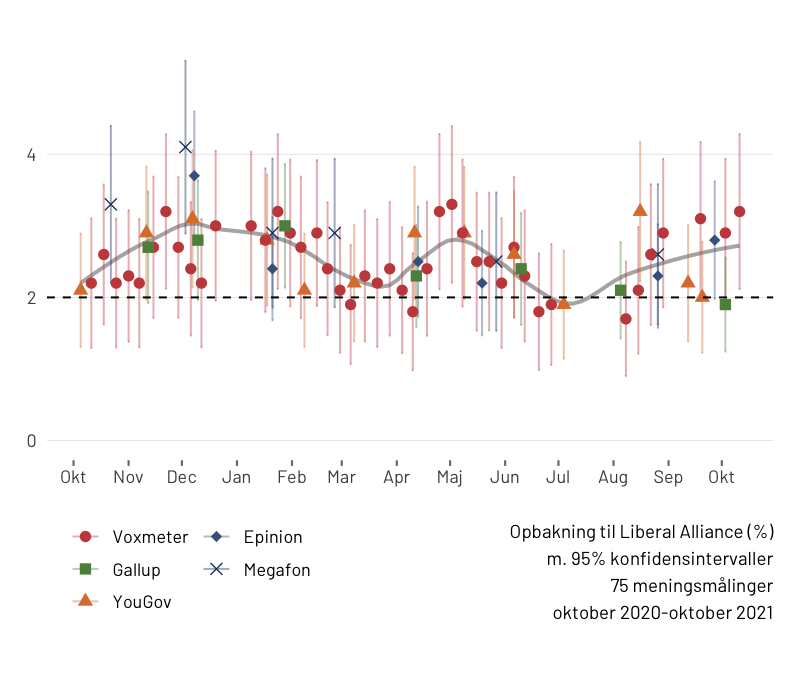 4
2
0
Okt Nov Dec Jan Feb Mar Apr Maj Jun Jul Aug Sep Okt
Voxmeter Epinion
Gallup Megafon
YouGov
Opbakning til Liberal Alliance (%)
m. 95% konfidensintervaller
75 meningsmålinger
oktober 2020-oktober 2021